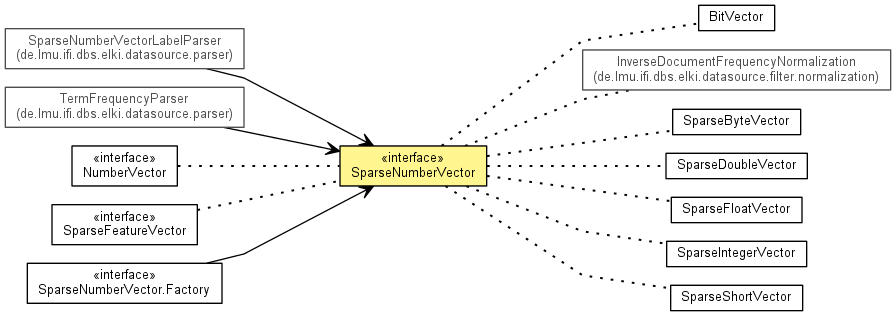 SparseNumberVectorLabelParser
(de.lmu.ifi.dbs.elki.datasource.parser)
TermFrequencyParser
(de.lmu.ifi.dbs.elki.datasource.parser)
«interface»
NumberVector
«interface»
SparseFeatureVector
«interface»
SparseNumberVector.Factory
«interface»
SparseNumberVector
BitVector
InverseDocumentFrequencyNormalization
(de.lmu.ifi.dbs.elki.datasource.filter.normalization)
SparseByteVector
SparseDoubleVector
SparseFloatVector
SparseIntegerVector
SparseShortVector